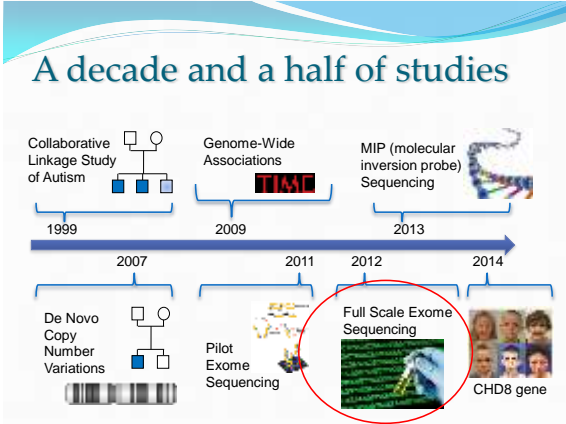 A decade and a half of studies
Collaborative
Linkage Study
of Autism
Genome-Wide
Associations
MIP (molecular
inversion probe)
Sequencing
1999
2009
2013
2007
2011
2012
2014
De Novo
Copy
Number
Variations
Pilot
Exome
Sequencing
Full Scale Exome
Sequencing
CHD8 gene